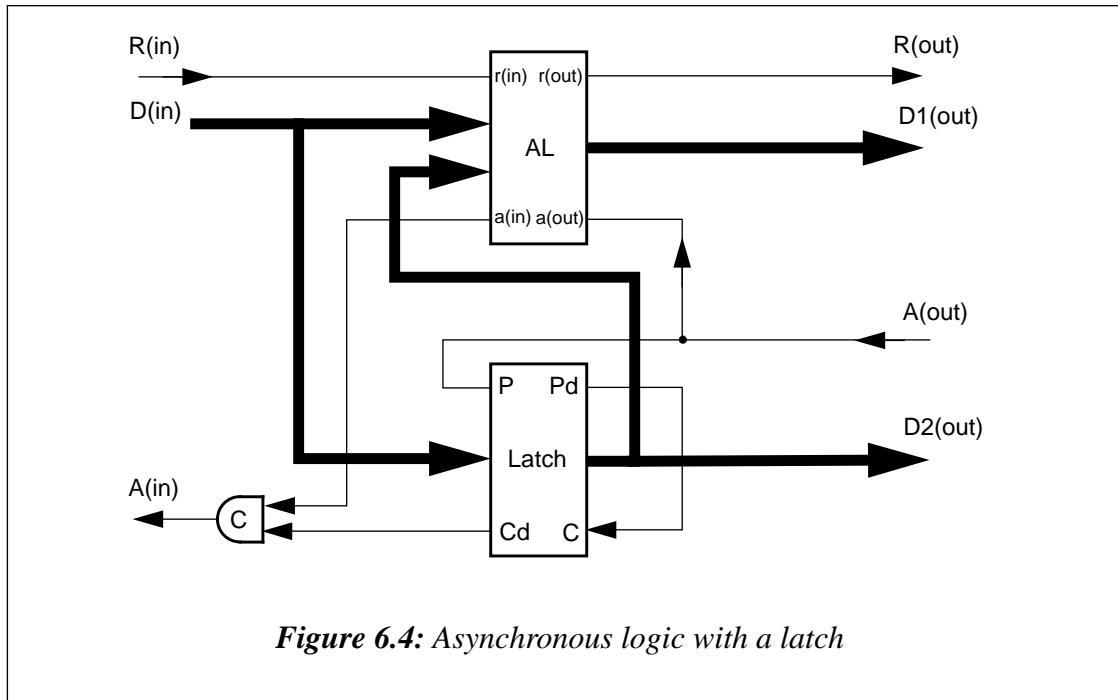 R(in)
R(out)
r(in) r(out)
D(in)
D1(out)
AL
a(in) a(out)
A(out)
P Pd
D2(out)
Latch
A(in)
C
Cd C
Figure 6.4: Asynchronous logic with a latch